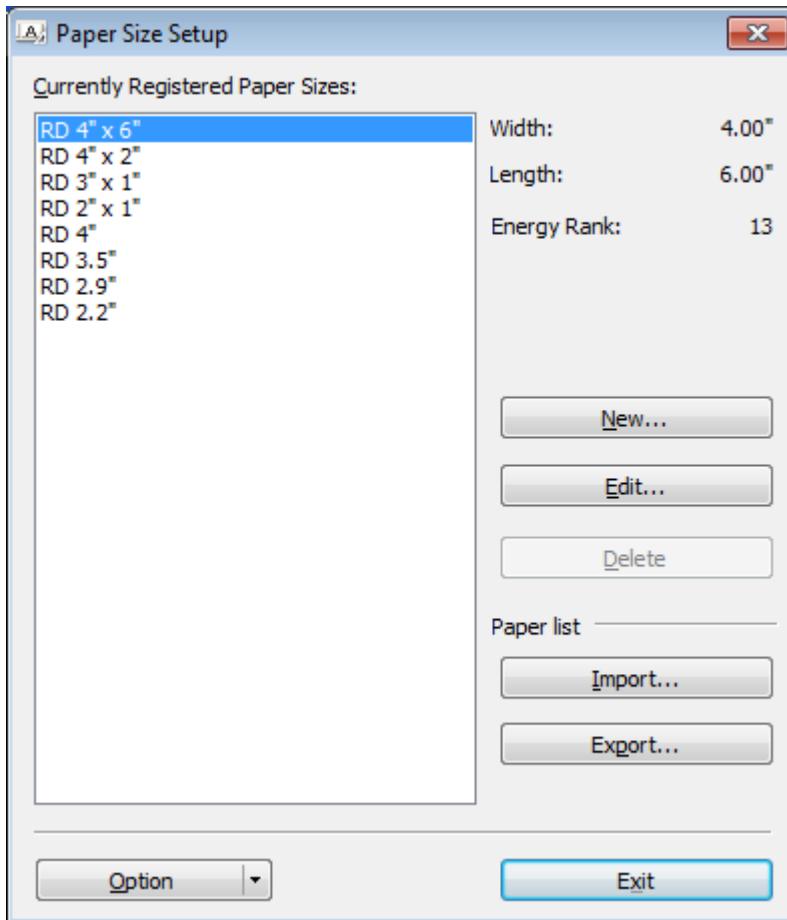 Paper Size Setup
Currently Registered Paper Sizes:
RD 4" x 6"
RD 4" x 2"
RD 3" x 1"
RD 2" x 1"
RD 4"
RD 3.5"
RD 2.9"
RD 2.2"
Width: 4.00"
Length: 6.00"
Energy Rank: 13
New...
Edit...
Delete
Paper list
Import...
Export...
Option
Exit